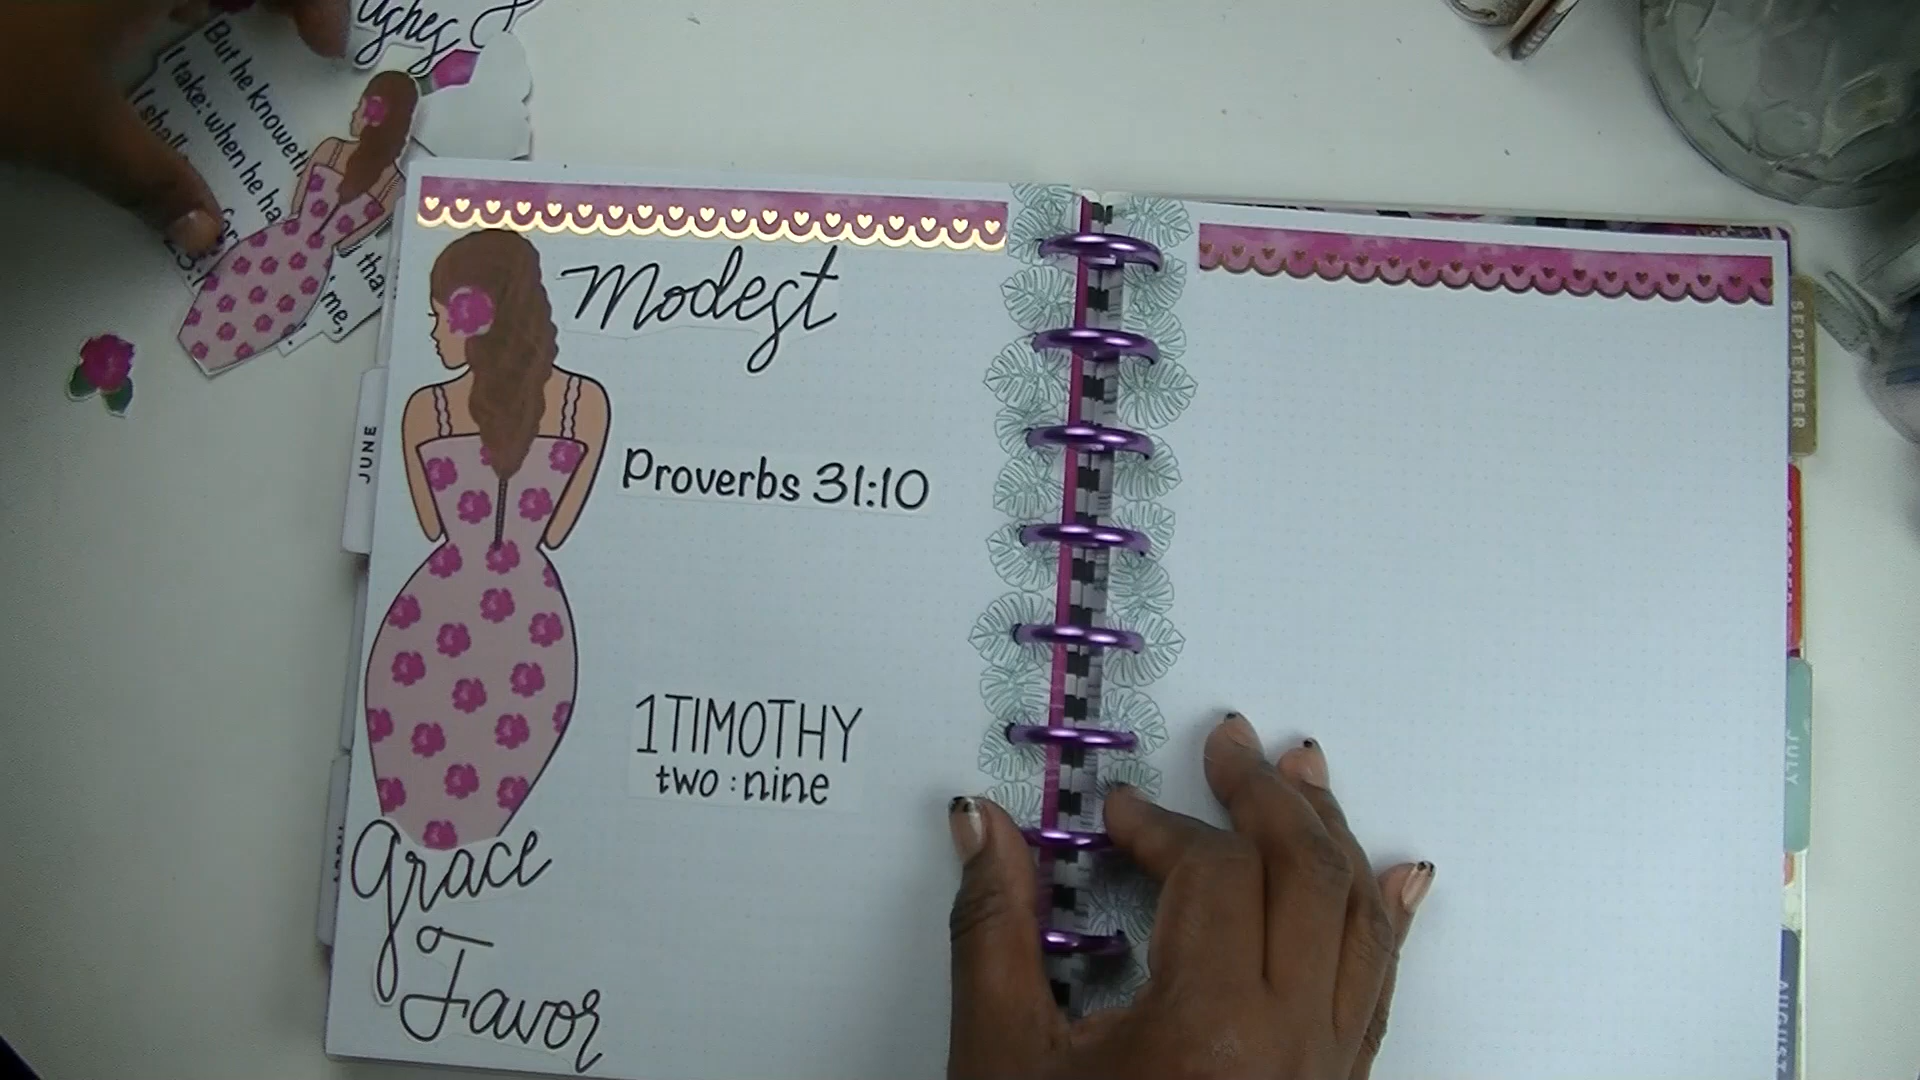 But he knoweth
I take: when he ha
I shall
me,
Modest
Proverbs 31:10
1TIMOTHY
two:nine
Grace
&
Favor
JUNE
SEPTEMBER
JULY
AUGUST